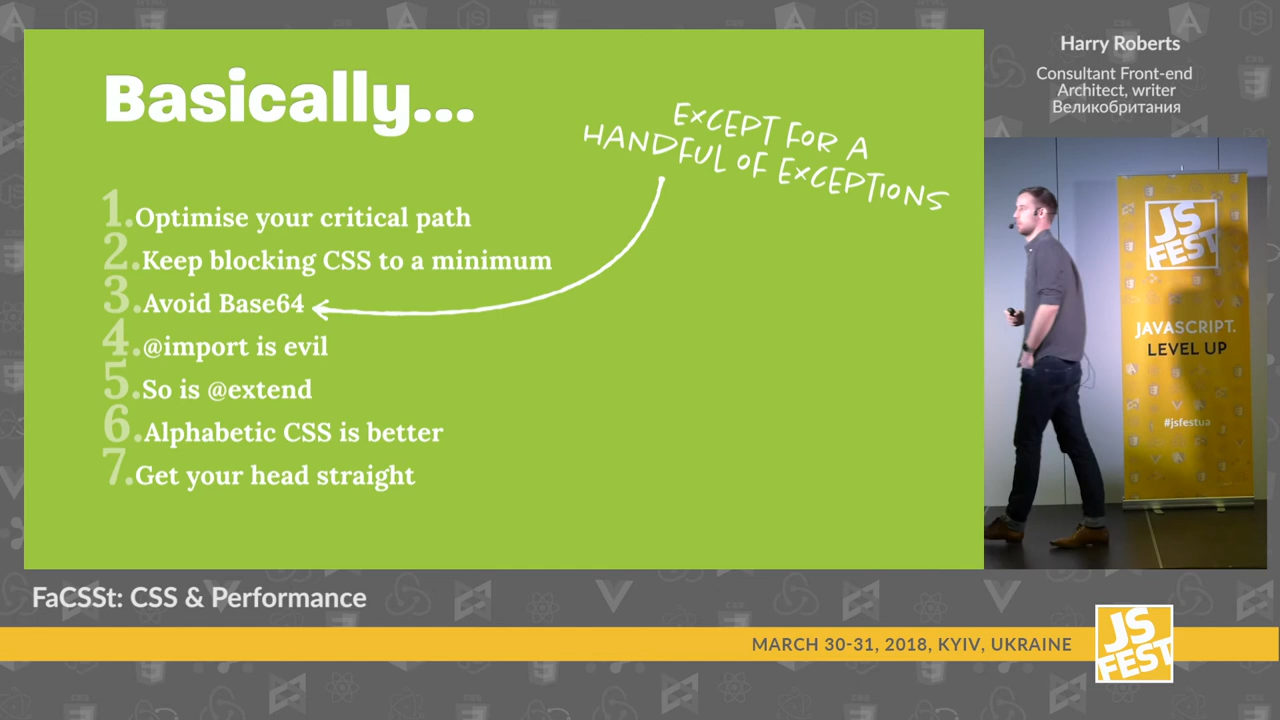 Basically...
EXCEPT FOR A
HANDFUL OF EXCEPTIONS
1. Optimise your critical path
2. Keep blocking CSS to a minimum
3. Avoid Base64
4. @import is evil
5. So is @extend
6. Alphabetic CSS is better
7. Get your head straight
Harry Roberts
Consultant Front-end
Architect, writer
Великобритания
JS
FEST
JAVASCRIPT.
LEVEL UP
#jsfestua
FaCSSt: CSS & Performance
MARCH 30-31, 2018, KYIV, UKRAINE
JS
FEST